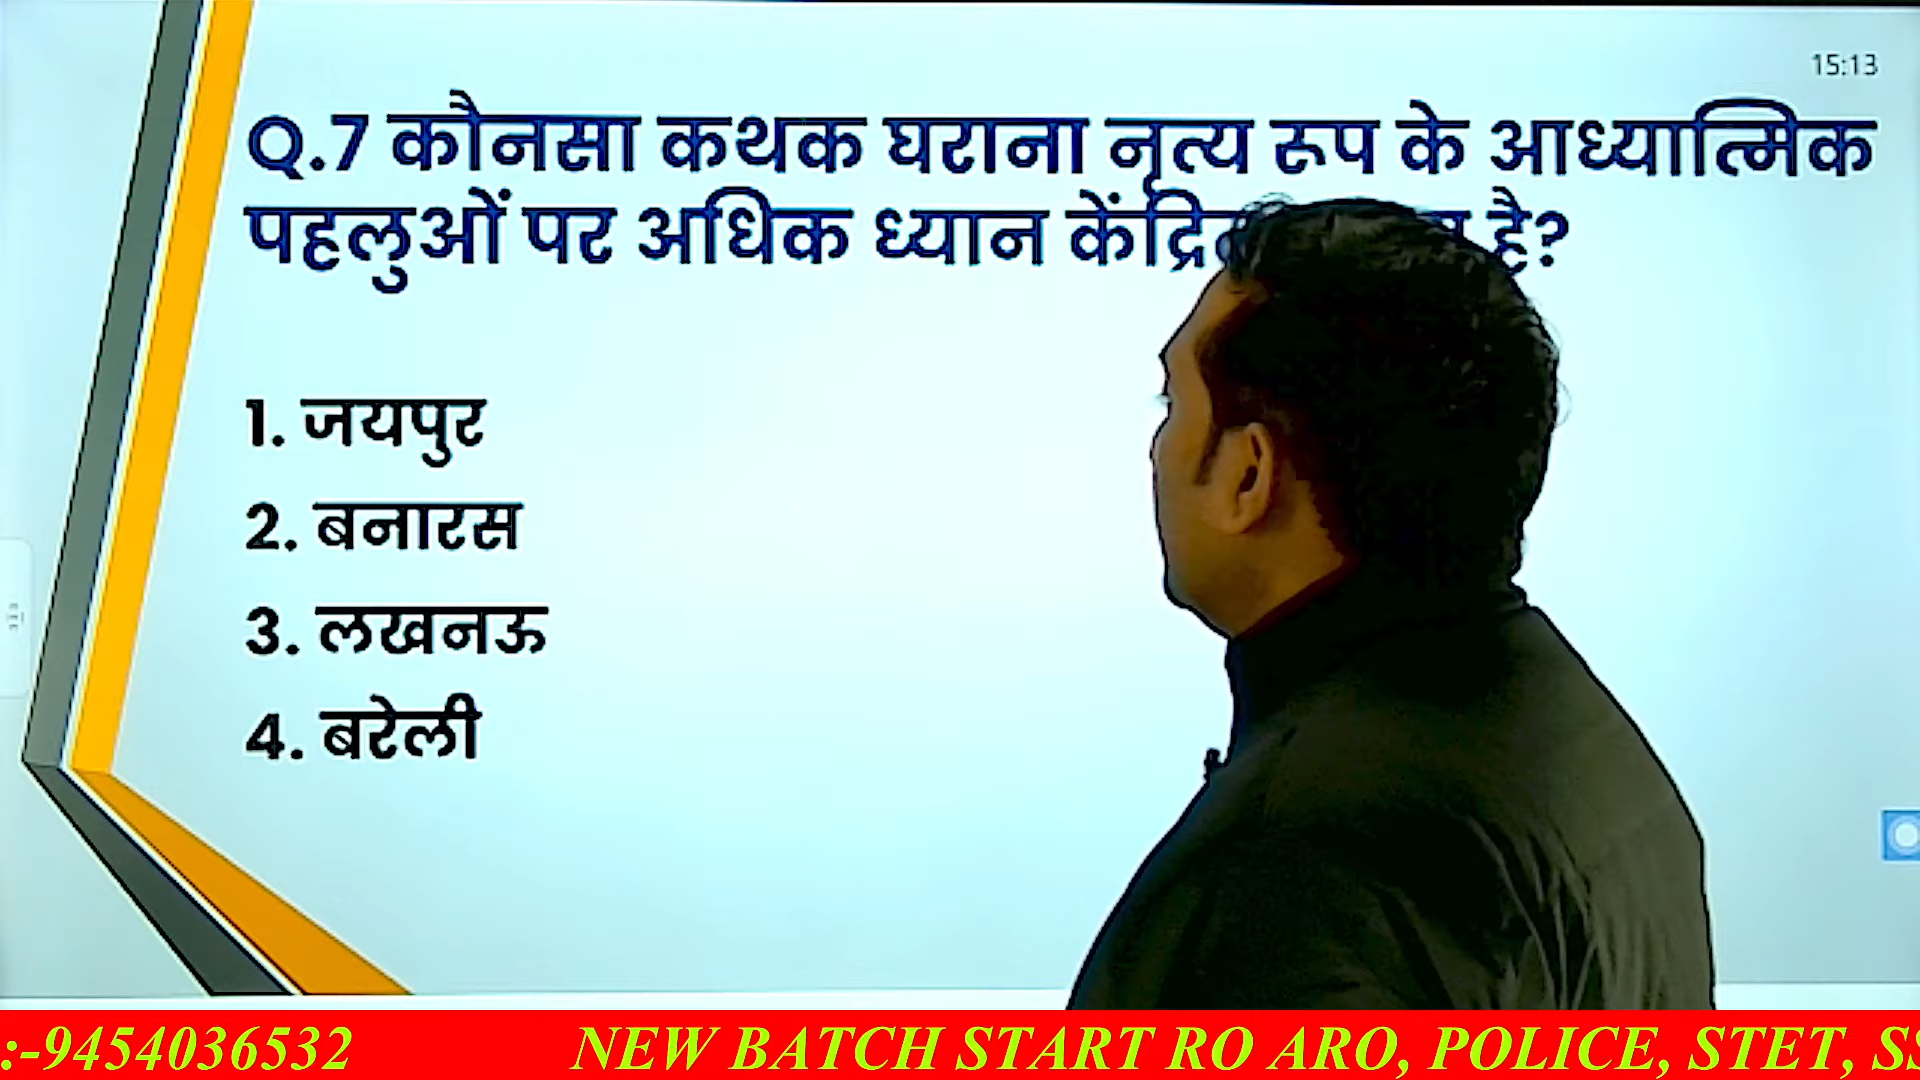 15:13
Q.7 कौनसा कथक घराना नृत्य रूप के आध्यात्मिक
पहलुओं पर अधिक ध्यान है?
1. जयपुर
2. बनारस
3. लखनऊ
4. बरेली
:-9454036532 NEW BATCH START RO ARO, POLICE, STET,